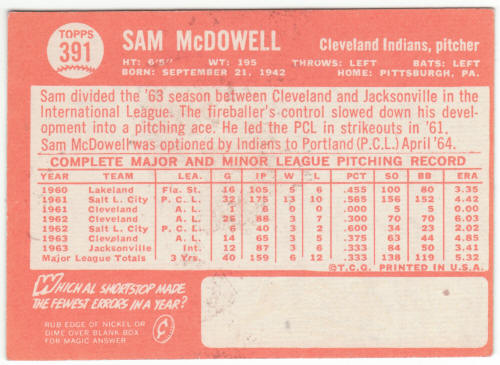 TOPPS
391
SAM McDOWELL
Cleveland Indians, pitcher
HT: 6'5" WT: 195 THROWS: LEFT BATS: LEFT
BORN: SEPTEMBER 21, 1942 HOME: PITTSBURGH, PA.
Sam divided the '63 season between Cleveland and Jacksonville in the
International League. The fireballer's control slowed down his devel-
opment into a pitching ace. He led the PCL in strikeouts in '61.
Sam McDowell was optioned by Indians to Portland (P.C.L.) April '64.
COMPLETE MAJOR AND MINOR LEAGUE PITCHING RECORD
YEAR TEAM LEA. G IP W L PCT SO BB ERA
1960 Lakeland Fla. St. 16 105 5 6 .455 100 80 3.35
1961 Salt L. City P.C.L. 32 175 13 10 .565 156 152 4.42
1961 Cleveland A.L. 1 6 0 0 .000 5 5 0.00
1962 Cleveland A.L. 25 88 3 7 .300 70 70 6.03
1962 Salt L. City P.C.L. 6 40 3 2 .600 34 23 2.02
1963 Cleveland A.L. 14 65 3 5 .375 63 44 4.85
1963 Jacksonville Int. 12 87 3 6 .333 84 50 3.41
Major League Totals 3 Yrs. 40 159 6 12 .333 138 119 5.32
©T.C.G. PRINTED IN U.S.A.
WHICH AL SHORTSTOP MADE
THE FEWEST ERRORS IN A YEAR?
RUB EDGE OF NICKEL OR
DIME OVER BLANK BOX
FOR MAGIC ANSWER